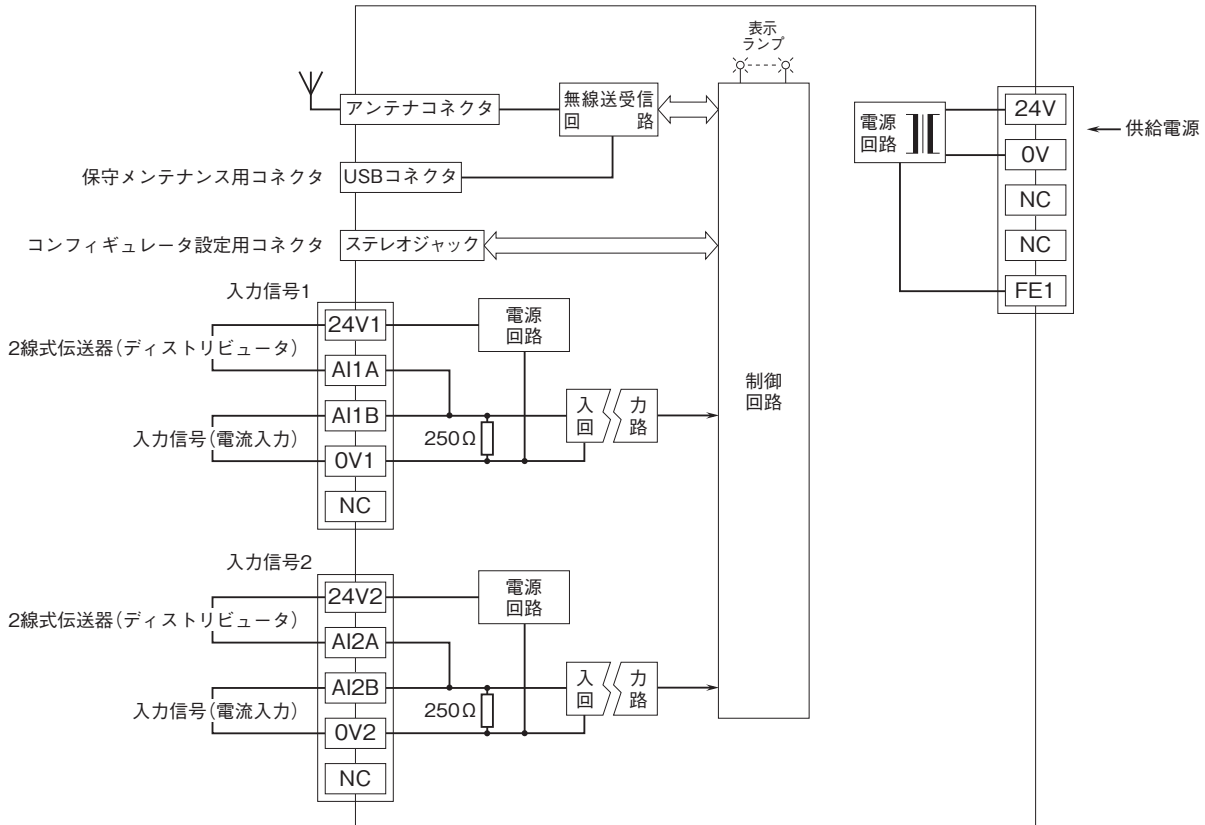 表示
ランプ
アンテナコネクタ
無線送受信
回路
保守メンテナンス用コネクタ
USBコネクタ
コンフィギュレータ設定用コネクタ
ステレオジャック
電源
回路
24V
0V
NC
NC
FE1
供給電源
入力信号1
2線式伝送器(ディストリビュータ)
入力信号(電流入力)
24V1
AI1A
AI1B
0V1
NC
電源
回路
250Ω
入力
回路
制御
回路
入力信号2
2線式伝送器(ディストリビュータ)
入力信号(電流入力)
24V2
AI2A
AI2B
0V2
NC
電源
回路
250Ω
入力
回路